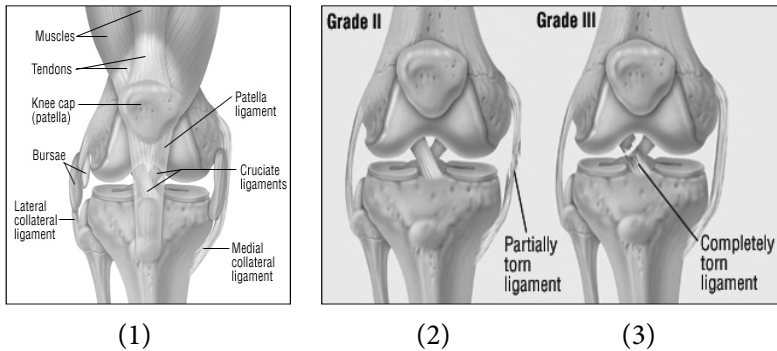 Muscles
Tendons
Knee cap
(patella)
Bursae
Lateral
collateral
ligament
Patella
ligament
Cruciate
ligaments
Medial
collateral
ligament
(1)
Grade II
Partially
torn
ligament
(2)
Grade III
Completely
torn
ligament
(3)